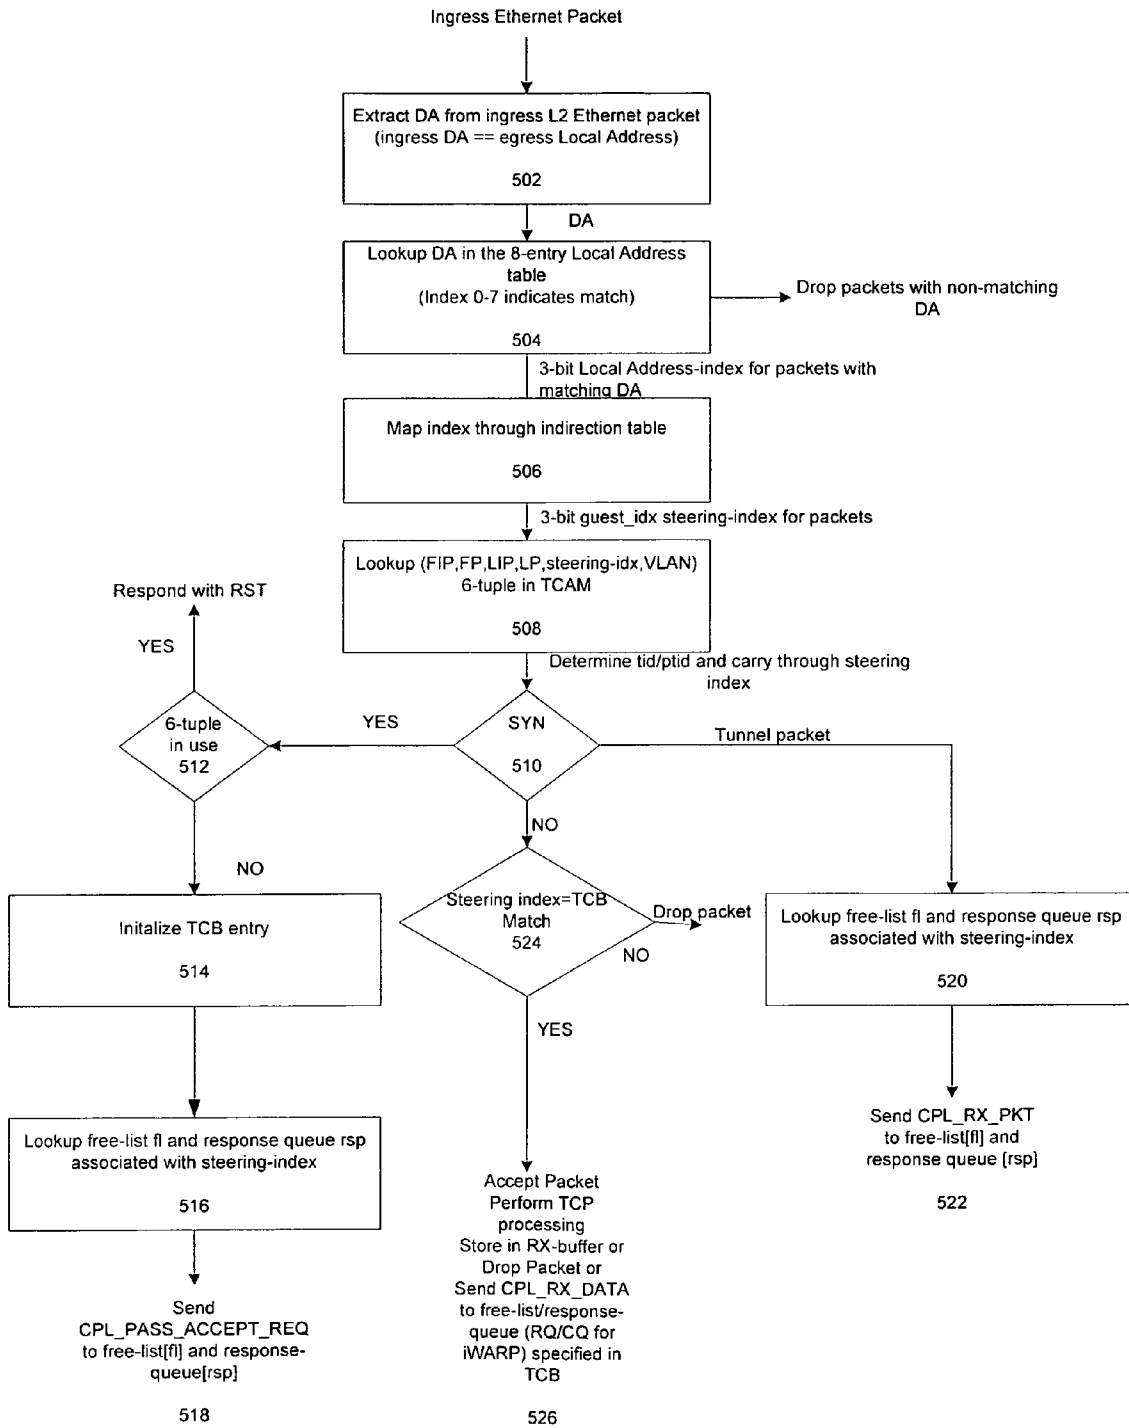 Ingress Ethernet Packet
Extract DA from ingress L2 Ethernet packet
(ingress DA == egress Local Address)
502
DA
Lookup DA in the 8-entry Local Address
table
(Index 0-7 indicates match)
504
Drop packets with non-matching
DA
3-bit Local Address-index for packets with
matching DA
Map index through indirection table
506
3-bit guest_idx steering-index for packets
Lookup (FIP,FP,LIP,LP,steering-idx,VLAN)
6-tuple in TCAM
508
Respond with RST
YES
Determine tid/ptid and carry through steering
index
6-tuple
in use
512
YES
SYN
510
Tunnel packet
NO
NO
Initalize TCB entry
514
Steering index=TCB
Match
524
Drop packet
NO
YES
Lookup free-list fl and response queue rsp
associated with steering-index
520
Lookup free-list fl and response queue rsp
associated with steering-index
516
Send CPL_RX_PKT
to free-list[fl] and
response queue [rsp]
522
Send
CPL_PASS_ACCEPT_REQ
to free-list[fl] and response-
queue[rsp]
518
Accept Packet
Perform TCP
processing
Store in RX-buffer or
Drop Packet or
Send CPL_RX_DATA
to free-list/response-
queue (RQ/CQ for
iWARP) specified in
TCB
526